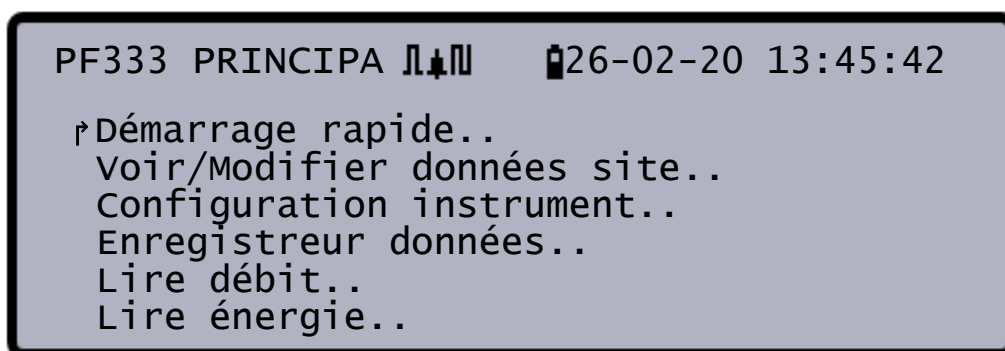 PF333 PRINCIPA 26-02-20 13:45:42
Démarrage rapide..
Voir/Modifier données site..
Configuration instrument..
Enregistreur données..
Lire débit..
Lire énergie..